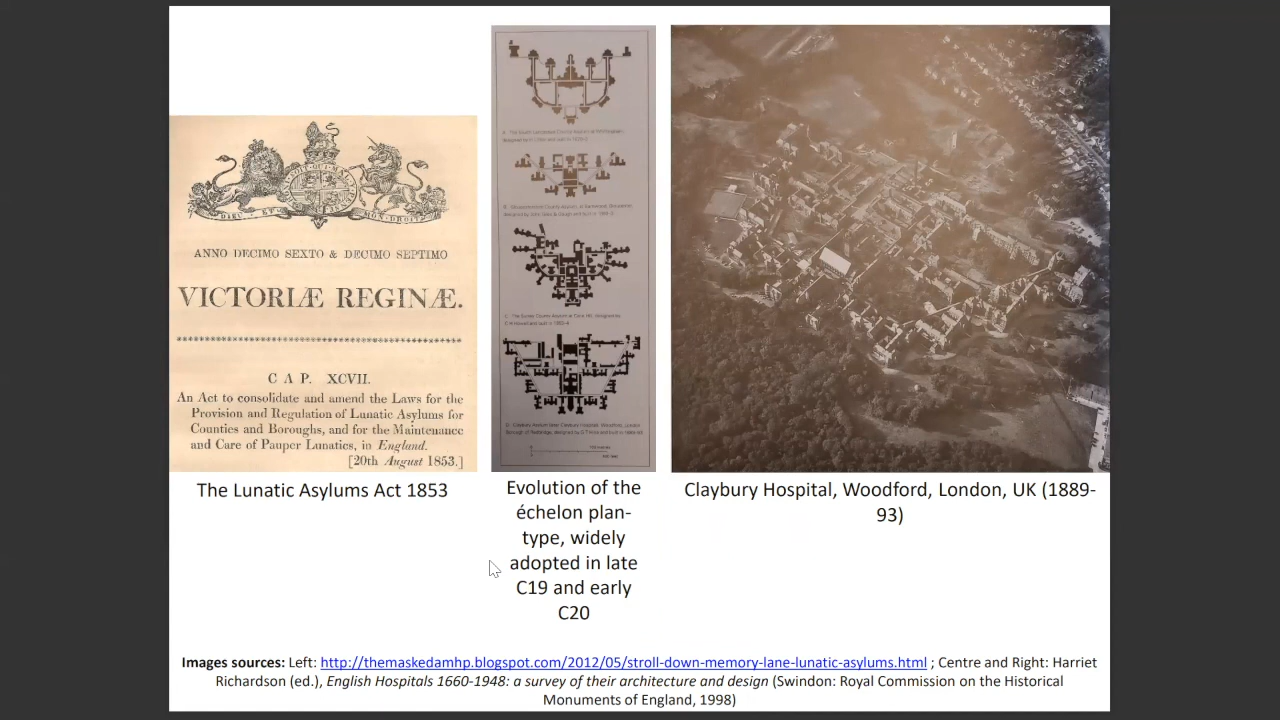 DIEU ET MON DROIT
ANNO DECIMO SEXTO & DECIMO SEPTIMO
VICTORIÆ REGINÆ.
CAP. XCVII.
An Act to consolidate and amend the Laws for the
Provision and Regulation of Lunatic Asylums for
Counties and Boroughs, and for the Maintenance
and Care of Pauper Lunatics, in England.
[20th August 1853.]
The Lunatic Asylums Act 1853
Evolution of the
échelon plan-
type, widely
adopted in late
C19 and early
C20
Claybury Hospital, Woodford, London, UK (1889-
93)
Images sources: Left: http://themaskedamhp.blogspot.com/2012/05/stroll-down-memory-lane-lunatic-asylums.html ; Centre and Right: Harriet
Richardson (ed.), English Hospitals 1660-1948: a survey of their architecture and design (Swindon: Royal Commission on the Historical
Monuments of England, 1998)